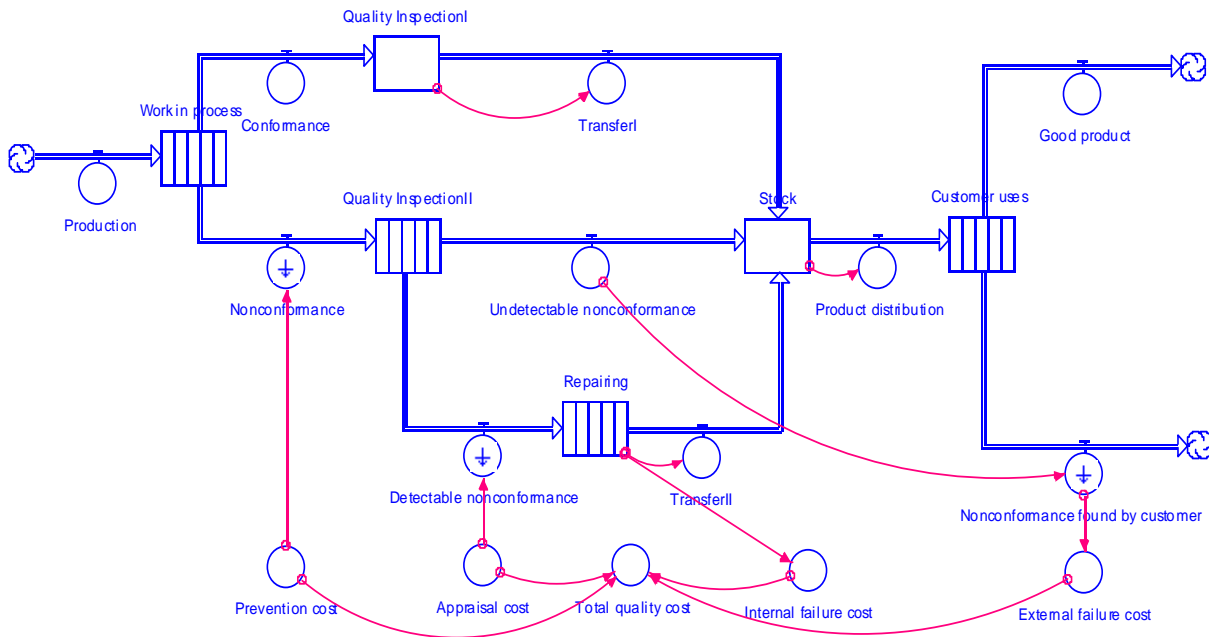 Quality InspectionI
Work in process
Conformance
TransferI
Good product
Production
Quality InspectionII
Stock
Customer uses
Nonconformance
Undetectable nonconformance
Product distribution
Repairing
Detectable nonconformance
TransferII
Nonconformance found by customer
Prevention cost
Appraisal cost
Total quality cost
Internal failure cost
External failure cost